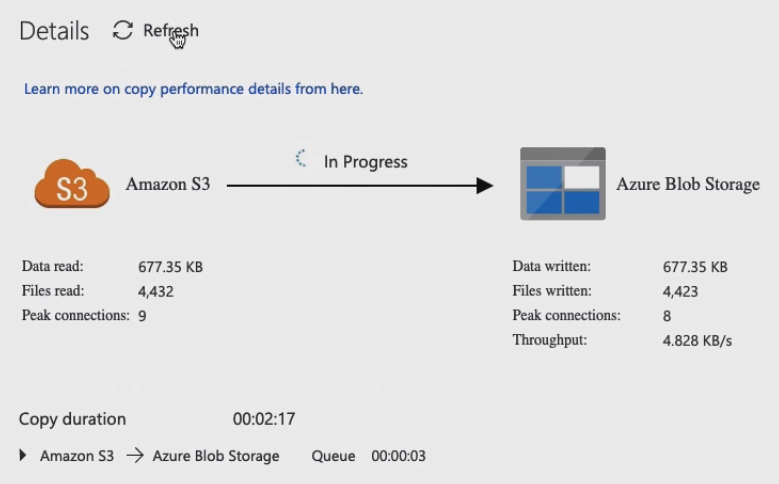 Details Refresh
Learn more on copy performance details from here.
In Progress
S3 Amazon S3 Azure Blob Storage
Data read: 677.35 KB Data written: 677.35 KB
Files read: 4,432 Files written: 4,423
Peak connections: 9 Peak connections: 8
Throughput: 4.828 KB/s
Copy duration 00:02:17
Amazon S3 → Azure Blob Storage Queue 00:00:03